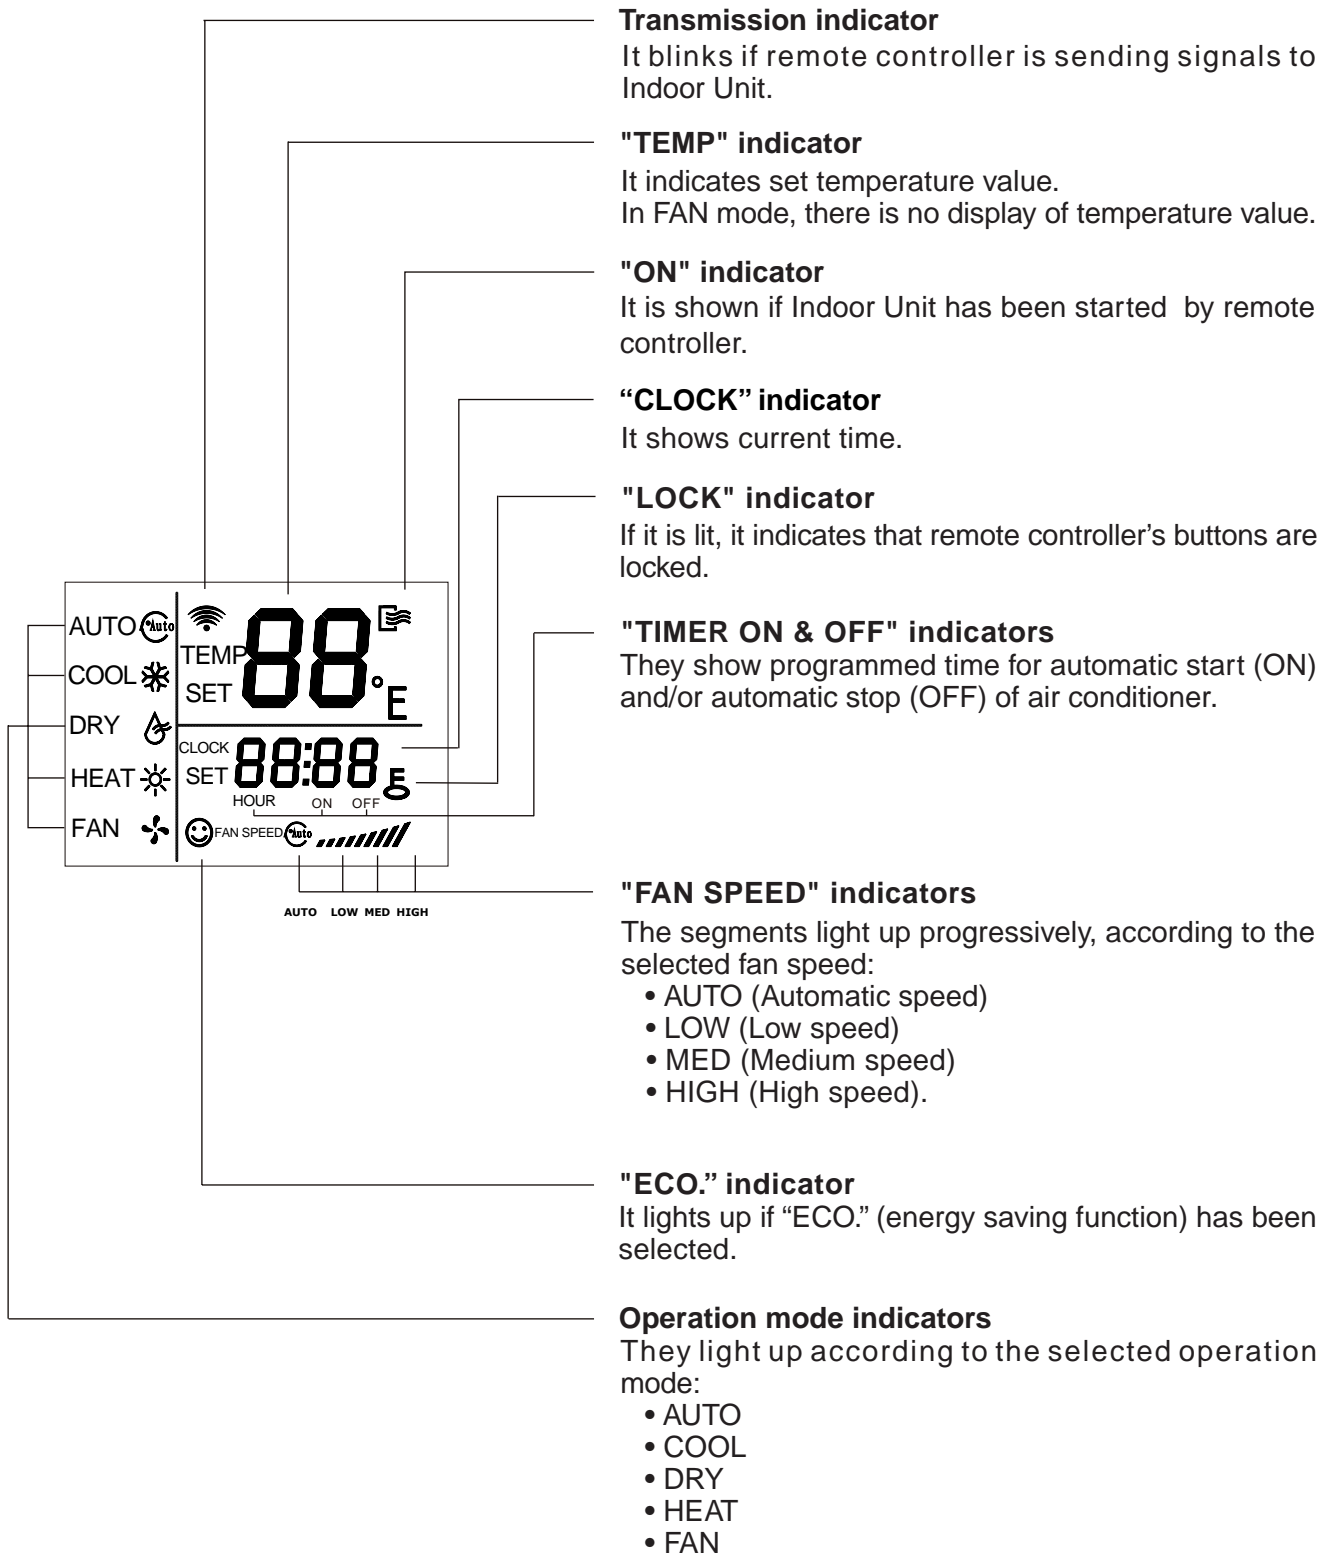 Transmission indicator
It blinks if remote controller is sending signals to
Indoor Unit.
"TEMP" indicator
It indicates set temperature value.
In FAN mode, there is no display of temperature value.
"ON" indicator
It is shown if Indoor Unit has been started by remote
controller.
“CLOCK” indicator
It shows current time.
"LOCK" indicator
If it is lit, it indicates that remote controller’s buttons are
locked.
"TIMER ON & OFF" indicators
They show programmed time for automatic start (ON)
and/or automatic stop (OFF) of air conditioner.
AUTO Auto
COOL
DRY
HEAT
FAN
TEMP
SET
88°E
CLOCK
SET
88:88
HOUR ON OFF
FAN SPEED Auto
AUTO LOW MED HIGH
"FAN SPEED" indicators
The segments light up progressively, according to the
selected fan speed:
• AUTO (Automatic speed)
• LOW (Low speed)
• MED (Medium speed)
• HIGH (High speed).
"ECO.” indicator
It lights up if “ECO.” (energy saving function) has been
selected.
Operation mode indicators
They light up according to the selected operation
mode:
• AUTO
• COOL
• DRY
• HEAT
• FAN